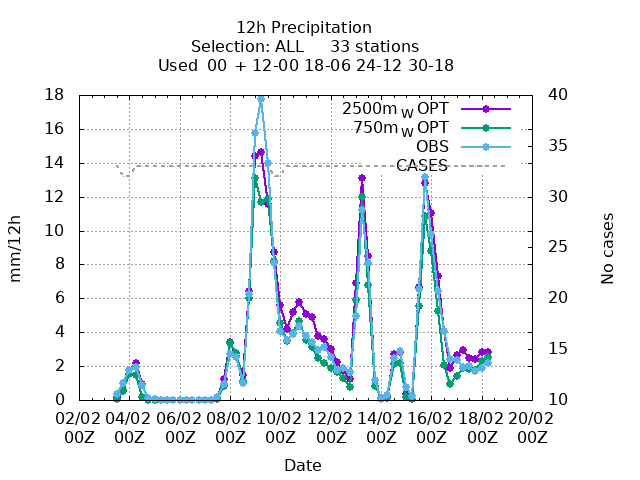 12h Precipitation
Selection: ALL 33 stations
Used 00 + 12-00 18-06 24-12 30-18
18 40
16 35
14 30
12 25
10 20
8 15
6 10
4
2
0
2500m W OPT
750m W OPT
OBS
CASES
mm/12h
No cases
02/02 04/02 06/02 08/02 10/02 12/02 14/02 16/02 18/02 20/02
00Z 00Z 00Z 00Z 00Z 00Z 00Z 00Z 00Z 00Z
Date